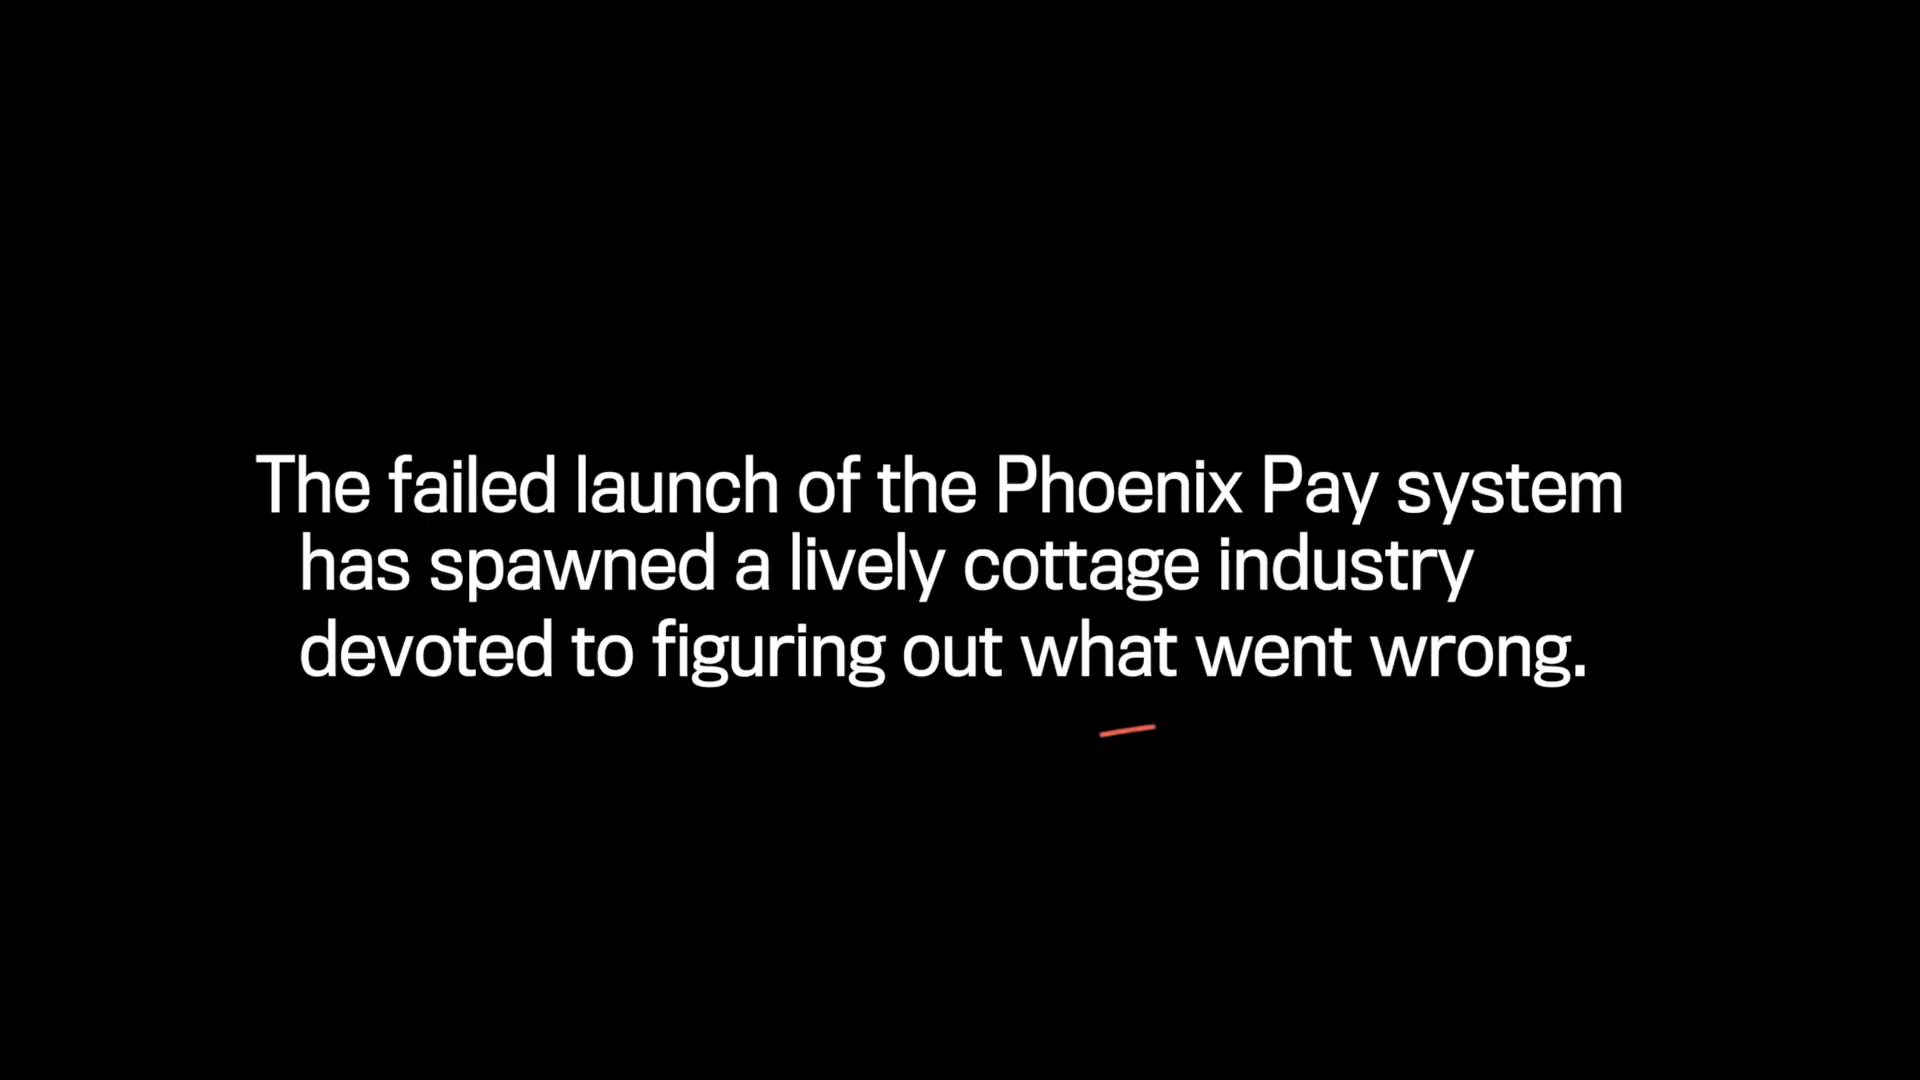 The failed launch of the Phoenix Pay system
has spawned a lively cottage industry
devoted to figuring out what went wrong.